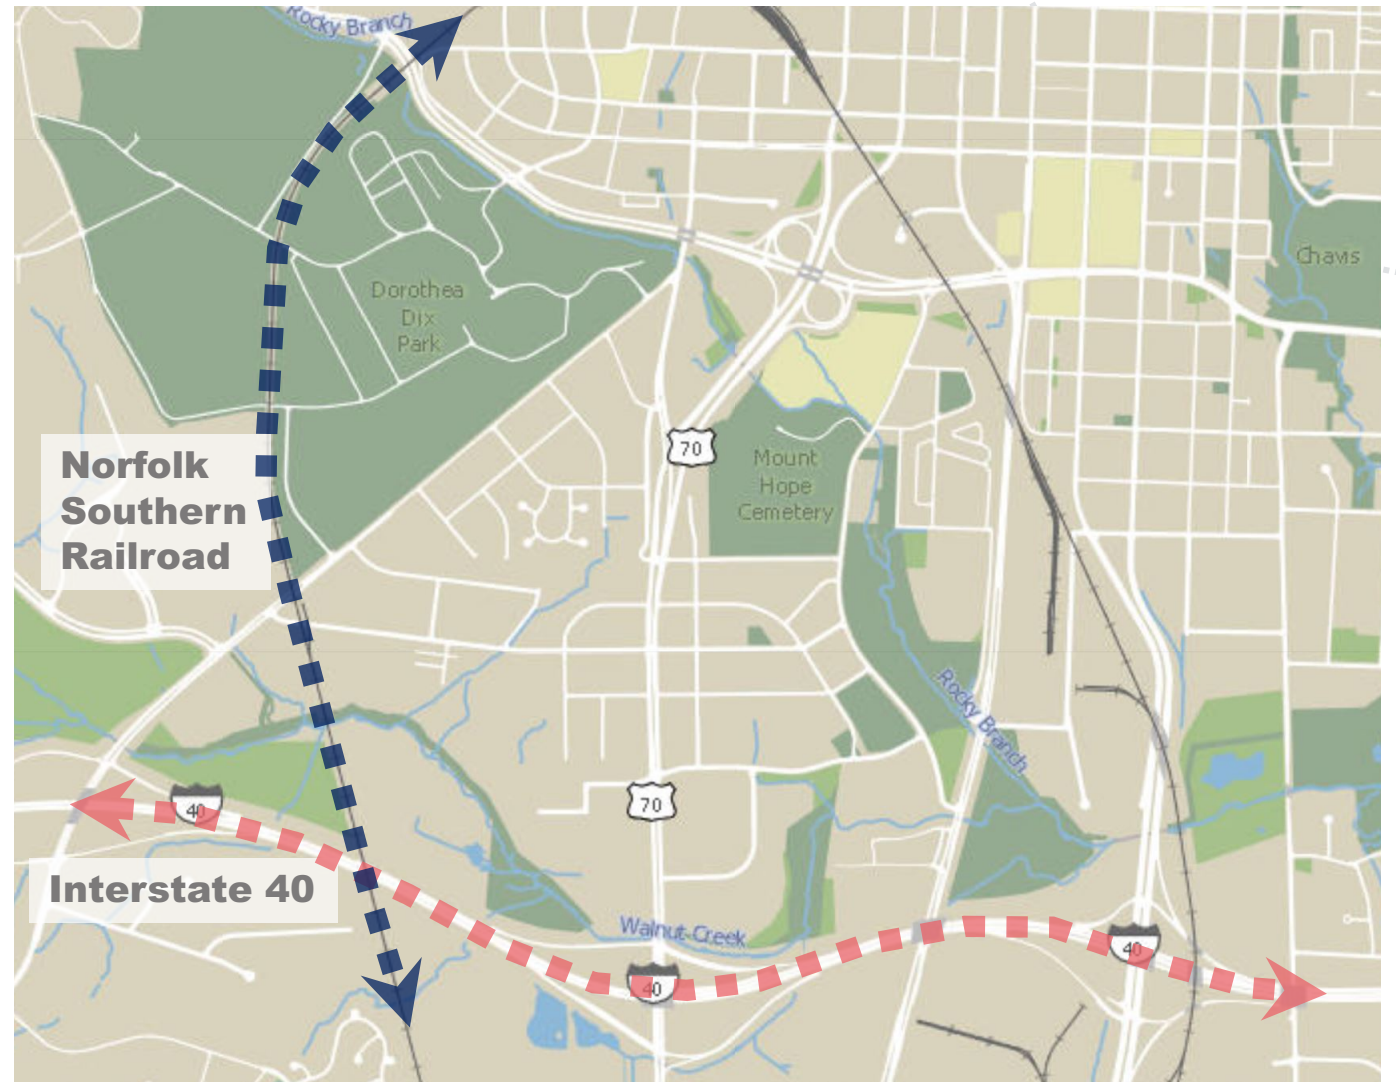 Rocky Branch
Chavis
Dorothea
Dix
Park
70
Mount
Hope
Cemetery
Norfolk
Southern
Railroad
Rocky Branch
70
40
Interstate 40
Walnut Creek
40
40